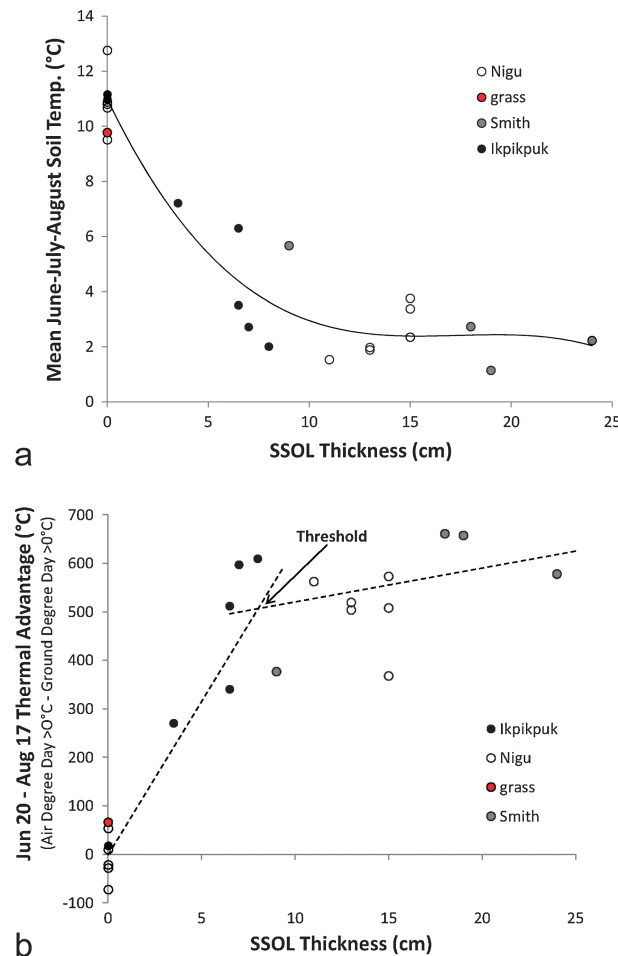 Mean June-July-August Soil Temp. (°C)
14
12
10
8
6
4
2
0
0 5 10 15 20 25
SSOL Thickness (cm)
Nigu
grass
Smith
Ikpikpuk
a
Jun 20 - Aug 17 Thermal Advantage (°C)
(Air Degree Day >0°C - Ground Degree Day >0°C)
700
600
500
400
300
200
100
0
-100
Threshold
Ikpikpuk
Nigu
grass
Smith
0 5 10 15 20 25
SSOL Thickness (cm)
b